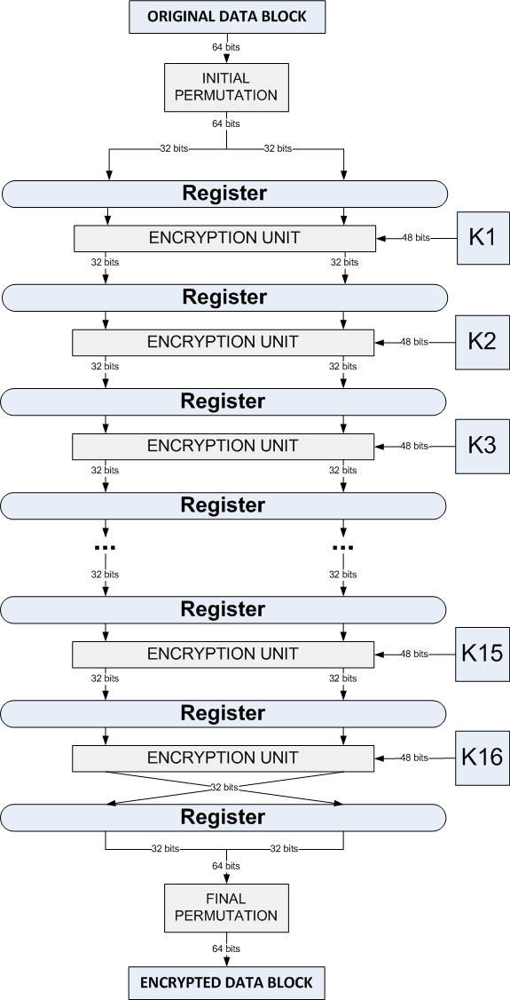 ORIGINAL DATA BLOCK
64 bits
INITIAL
PERMUTATION
64 bits
32 bits 32 bits
Register
ENCRYPTION UNIT 48 bits K1
32 bits 32 bits
Register
ENCRYPTION UNIT 48 bits K2
32 bits 32 bits
Register
ENCRYPTION UNIT 48 bits K3
32 bits 32 bits
Register
... ...
32 bits 32 bits
Register
ENCRYPTION UNIT 48 bits K15
32 bits 32 bits
Register
ENCRYPTION UNIT 48 bits K16
32 bits
Register
32 bits 32 bits
64 bits
FINAL
PERMUTATION
64 bits
ENCRYPTED DATA BLOCK